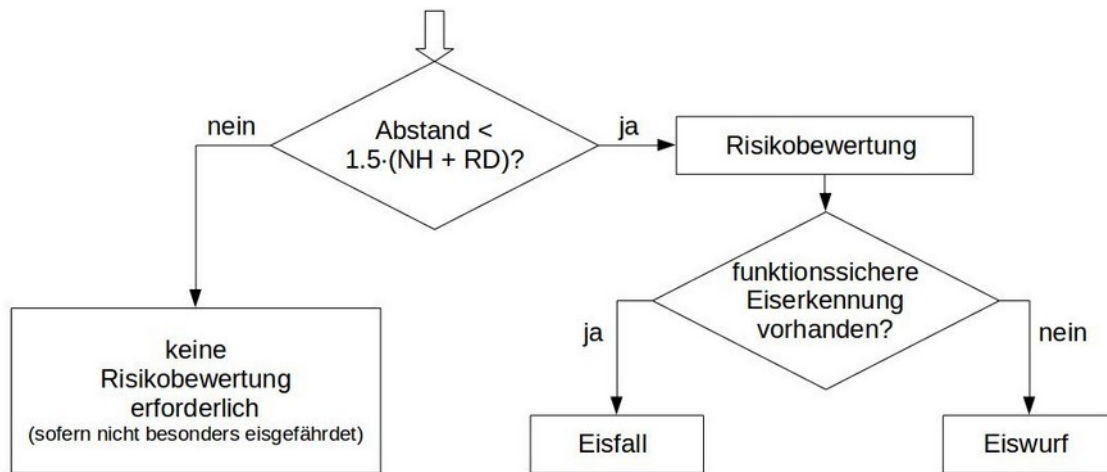 Abstand <
1.5·(NH + RD)?
nein
ja
Risikobewertung
keine
Risikobewertung
erforderlich
(sofern nicht besonders eisgefährdet)
funktionssichere
Eiserkennung
vorhanden?
ja
nein
Eisfall
Eiswurf